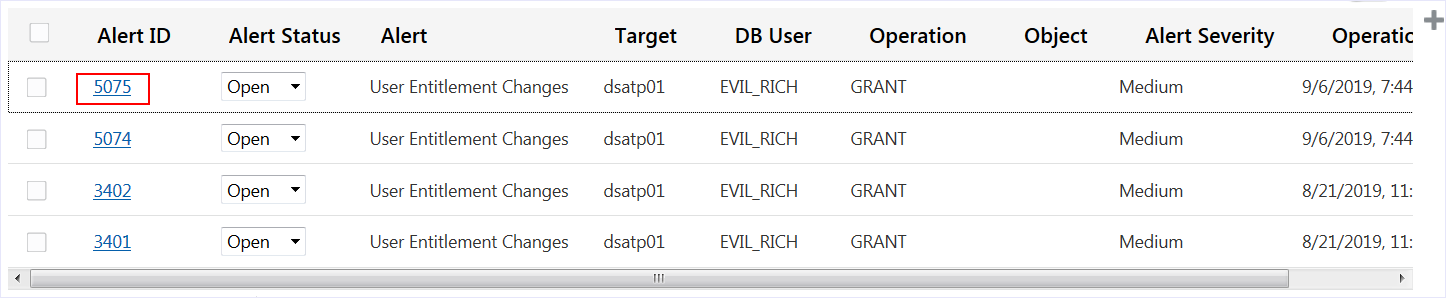 Alert ID Alert Status Alert Target DB User Operation Object Alert Severity Operatio
5075 Open User Entitlement Changes dsatp01 EVIL_RICH GRANT Medium 9/6/2019, 7:44
5074 Open User Entitlement Changes dsatp01 EVIL_RICH GRANT Medium 9/6/2019, 7:44
3402 Open User Entitlement Changes dsatp01 EVIL_RICH GRANT Medium 8/21/2019, 11:
3401 Open User Entitlement Changes dsatp01 EVIL_RICH GRANT Medium 8/21/2019, 11: